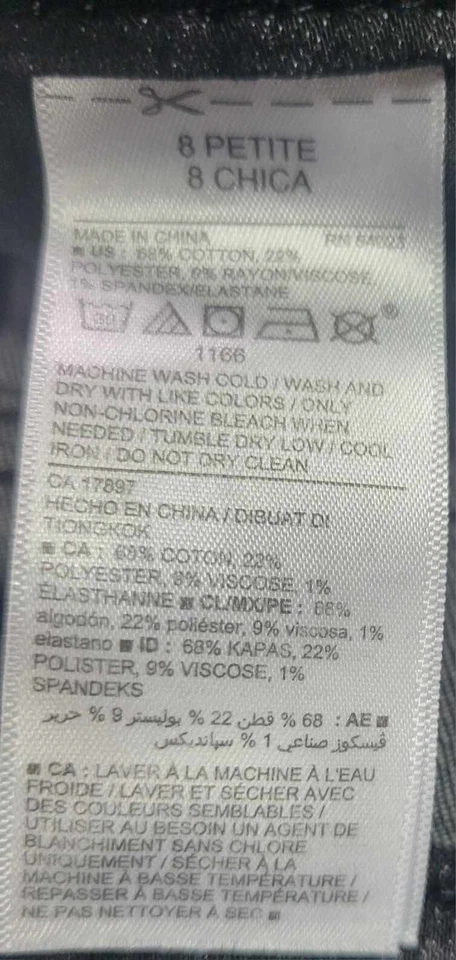 8 PETITE
8 CHICA
MADE IN CHINA RN 54023
■ US : 68% COTTON, 22%
POLYESTER, 9% RAYON/VISCOSE,
1% SPANDEX/ELASTANE
30 ®
1166
MACHINE WASH COLD / WASH AND
DRY WITH LIKE COLORS / ONLY
NON-CHLORINE BLEACH WHEN
NEEDED / TUMBLE DRY LOW / COOL
IRON / DO NOT DRY CLEAN
CA 17897
HECHO EN CHINA / DIBUAT DI
TIONGKOK
■ CA : 68% COTON, 22%
POLYESTER, 9% VISCOSE, 1%
ÉLASTHANNE ■ CL/MX/PE : 68%
algodón, 22% poliéster, 9% viscosa, 1%
elastano ■ ID : 68% KAPAS, 22%
POLISTER, 9% VISCOSE, 1%
SPANDEKS
■ AE : 68 % قطن 22 % بوليستر 9 % حرير
ڤيسكوز صناعي 1 % سپاندیکس
■ CA : LAVER À LA MACHINE À L'EAU
FROIDE / LAVER ET SÉCHER AVEC
DES COULEURS SEMBLABLES /
UTILISER AU BESOIN UN AGENT DE
BLANCHIMENT SANS CHLORE
UNIQUEMENT / SÉCHER À LA
MACHINE À BASSE TEMPÉRATURE /
REPASSER À BASSE TEMPÉRATURE /
NE PAS NETTOYER À SEC ■